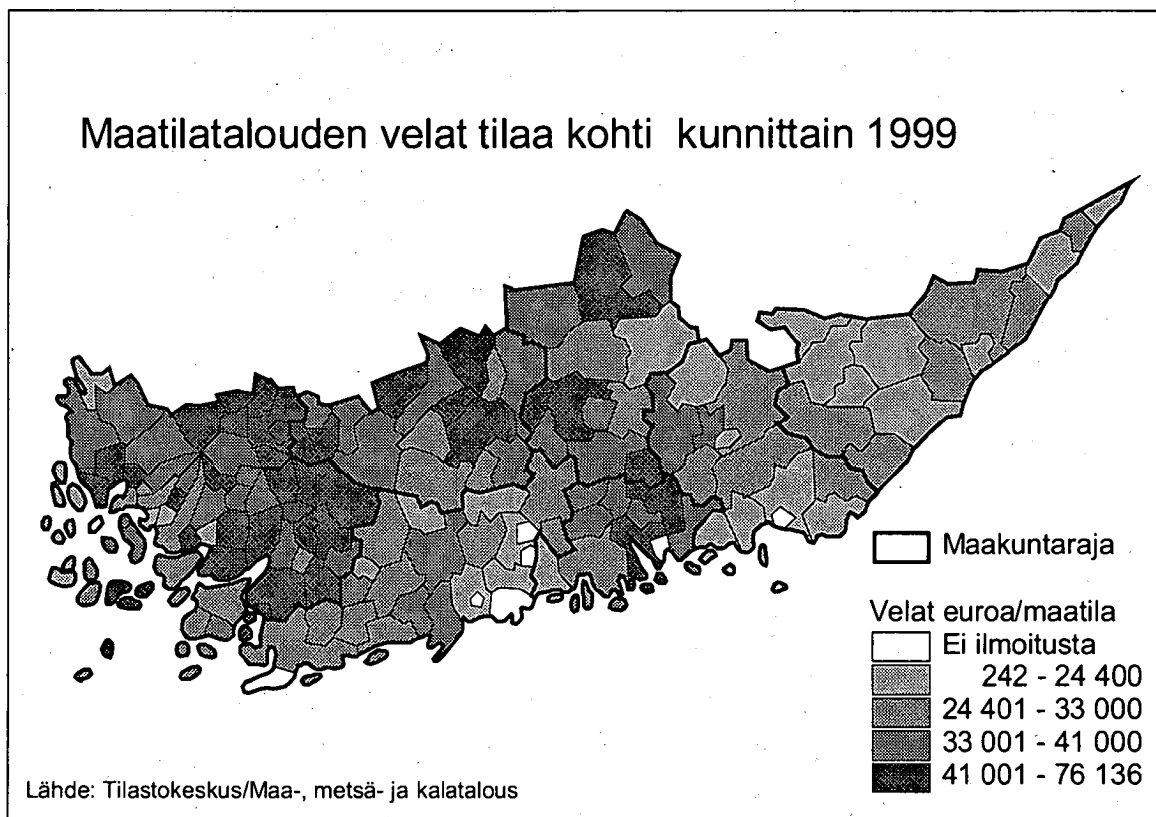 Maatilatalouden velat tilaa kohti kunnittain 1999
Maakuntaraja
Velat euroa/maatila
Ei ilmoitusta
242 - 24 400
24 401 - 33 000
33 001 - 41 000
41 001 - 76 136
Lähde: Tilastokeskus/Maa-, metsä- ja kalatalous